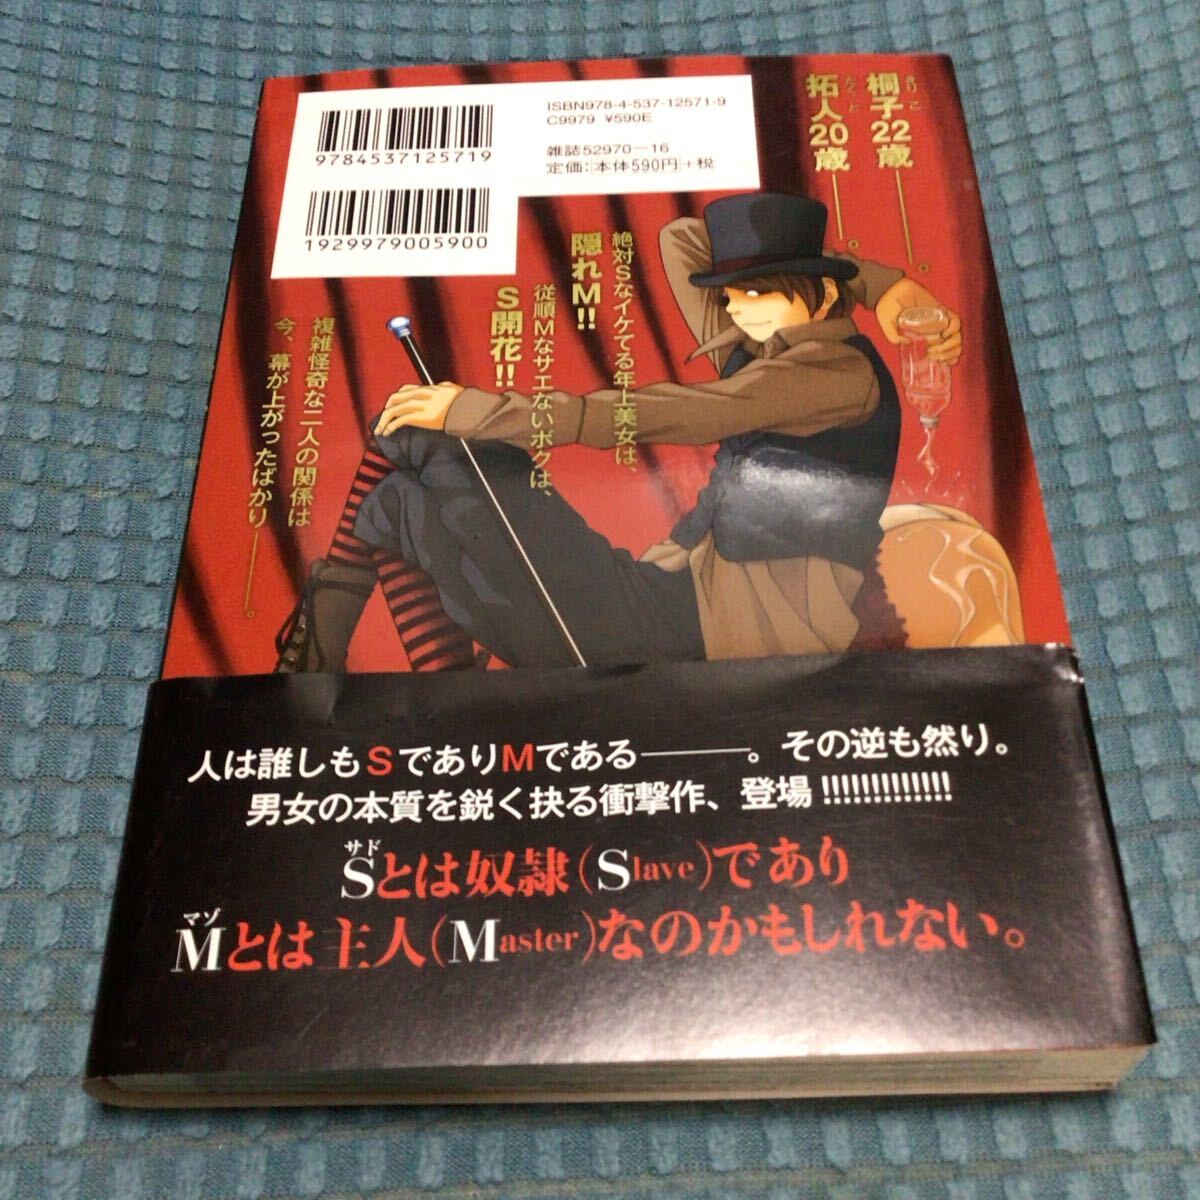 ISBN978-4-537-12571-9
C9979 ¥590E
雑誌52970-16
定価:本体590円+税
9784537125719
1929979005900
きりこ
桐子22歳――。
たくと
拓人20歳――。
絶対Sなイケてる年上美女は、
隠れM!!
従順Mなサエないボクは、
S開花!!
複雑怪奇な二人の関係は
今、幕が上がったばかり――。
人は誰しもSでありMである――。その逆も然り。
男女の本質を鋭く抉る衝撃作、登場!!!!!!!!!!!!!
サド
Sとは奴隷(Slave)であり
マゾ
Mとは主人(Master)なのかもしれない。